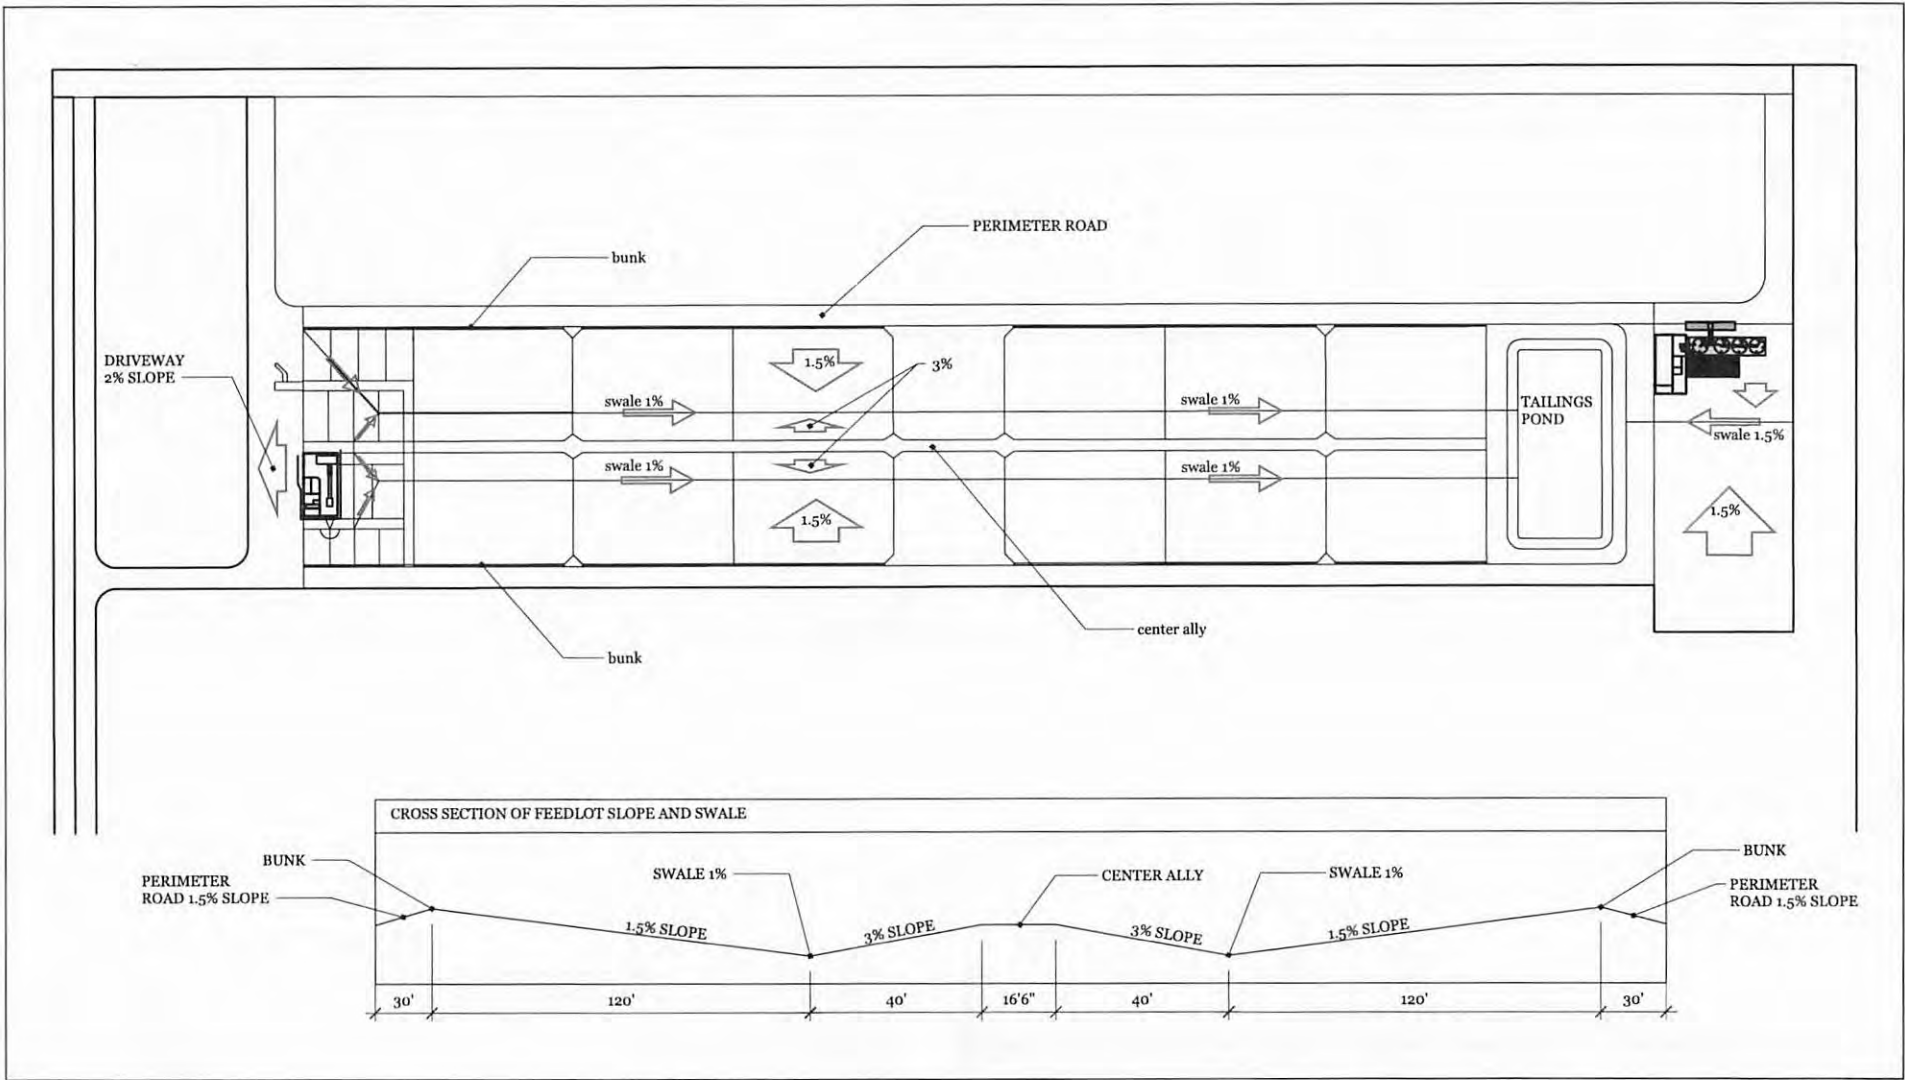 PERIMETER ROAD
bunk
DRIVEWAY
2% SLOPE
1.5%
3%
swale 1%
swale 1%
TAILINGS
POND
swale 1.5%
swale 1%
swale 1%
1.5%
1.5%
center ally
bunk
CROSS SECTION OF FEEDLOT SLOPE AND SWALE
BUNK
PERIMETER
ROAD 1.5% SLOPE
SWALE 1%
CENTER ALLY
SWALE 1%
BUNK
PERIMETER
ROAD 1.5% SLOPE
1.5% SLOPE
3% SLOPE
3% SLOPE
1.5% SLOPE
30'
120'
40'
16'6"
40'
120'
30'